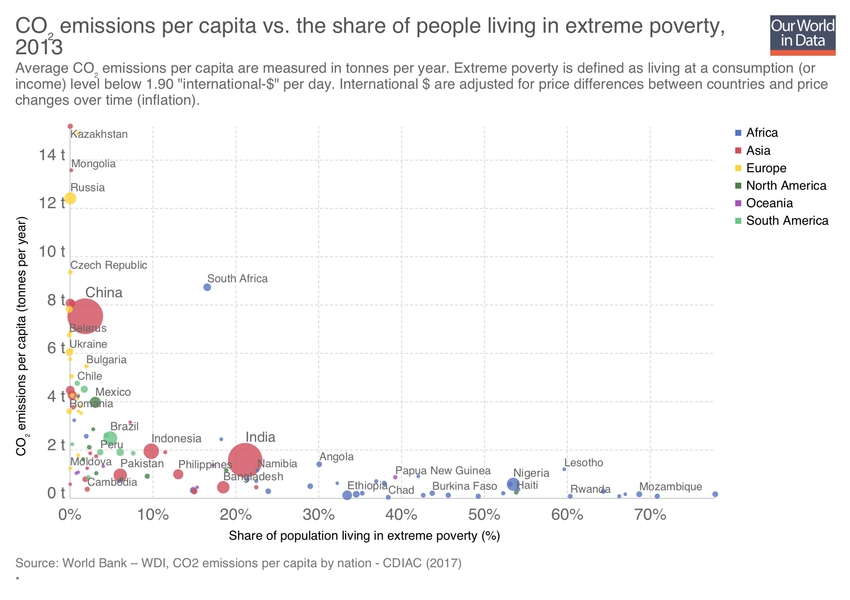 CO2 emissions per capita vs. the share of people living in extreme poverty,
2013
Our World
in Data
Average CO2 emissions per capita are measured in tonnes per year. Extreme poverty is defined as living at a consumption (or
income) level below 1.90 "international-$" per day. International $ are adjusted for price differences between countries and price
changes over time (inflation).
Africa
Asia
Europe
North America
Oceania
South America
CO2 emissions per capita (tonnes per year)
Kazakhstan
14 t
Mongolia
Russia
12 t
10 t
Czech Republic
South Africa
China
8 t
Belarus
Ukraine
6 t
Bulgaria
Chile
Mexico
4 t
Romania
Brazil
Indonesia
India
Peru
2 t
Moldova
Pakistan
Philippines
Namibia
Angola
Lesotho
Cambodia
Bangladesh
Papua New Guinea
Nigeria
Ethiopia
Chad
Burkina Faso
Haiti
Rwanda
Mozambique
0 t
0%
10%
20%
30%
40%
50%
60%
70%
Share of population living in extreme poverty (%)
Source: World Bank – WDI, CO2 emissions per capita by nation - CDIAC (2017)